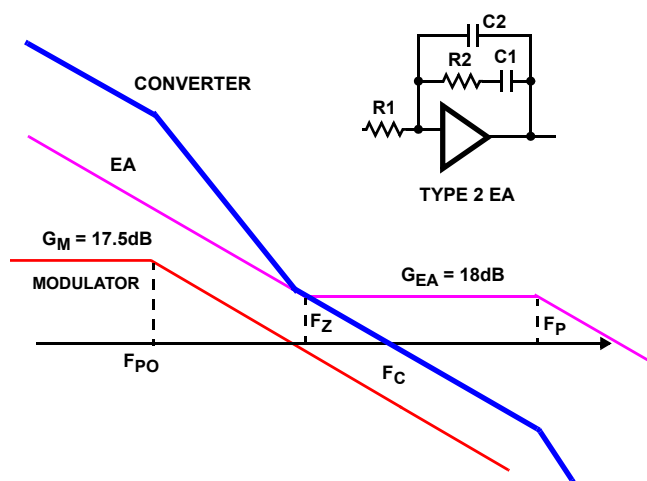 C2
R2
C1
R1
TYPE 2 EA
CONVERTER
EA
GM = 17.5dB
MODULATOR
GEA = 18dB
FZ
FP
FPO
FC